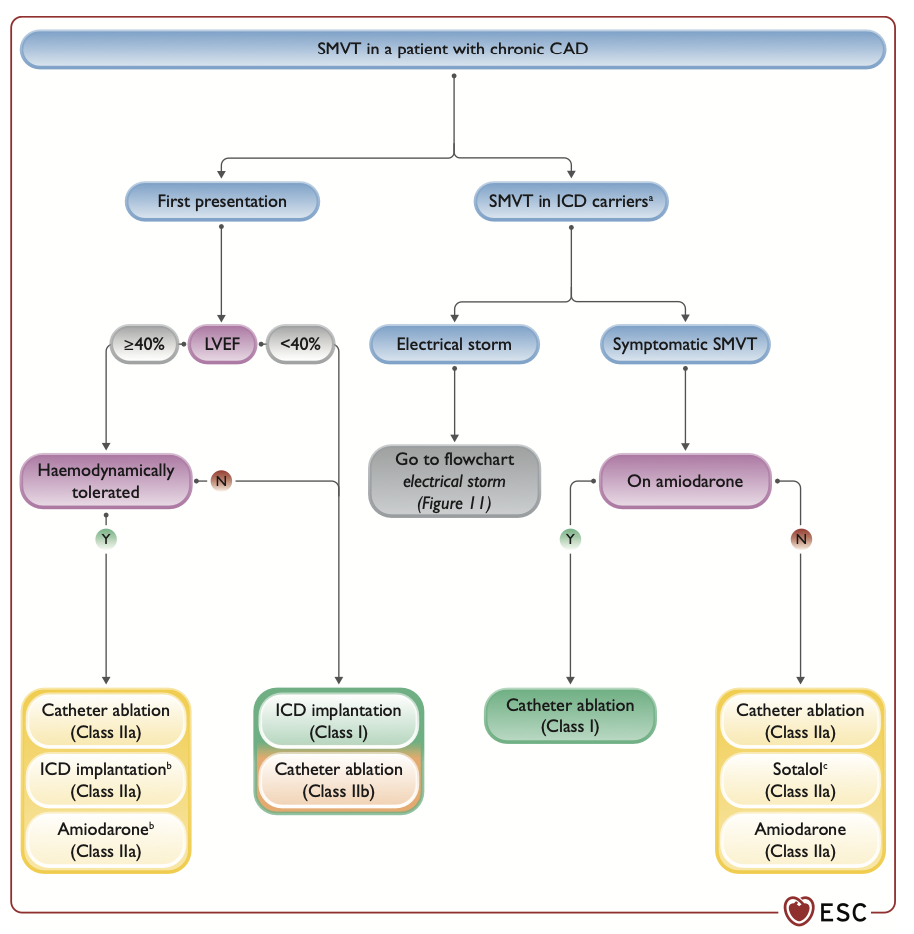 SMVT in a patient with chronic CAD
First presentation
SMVT in ICD carriersᵃ
≥40%
LVEF
<40%
Electrical storm
Symptomatic SMVT
Haemodynamically
tolerated
N
Go to flowchart
electrical storm
(Figure 11)
On amiodarone
Y
Y
N
Catheter ablation
(Class IIa)
ICD implantationᵇ
(Class IIa)
Amiodaroneᵇ
(Class IIa)
ICD implantation
(Class I)
Catheter ablation
(Class IIb)
Catheter ablation
(Class I)
Catheter ablation
(Class IIa)
Sotalolᶜ
(Class IIa)
Amiodarone
(Class IIa)
ESC